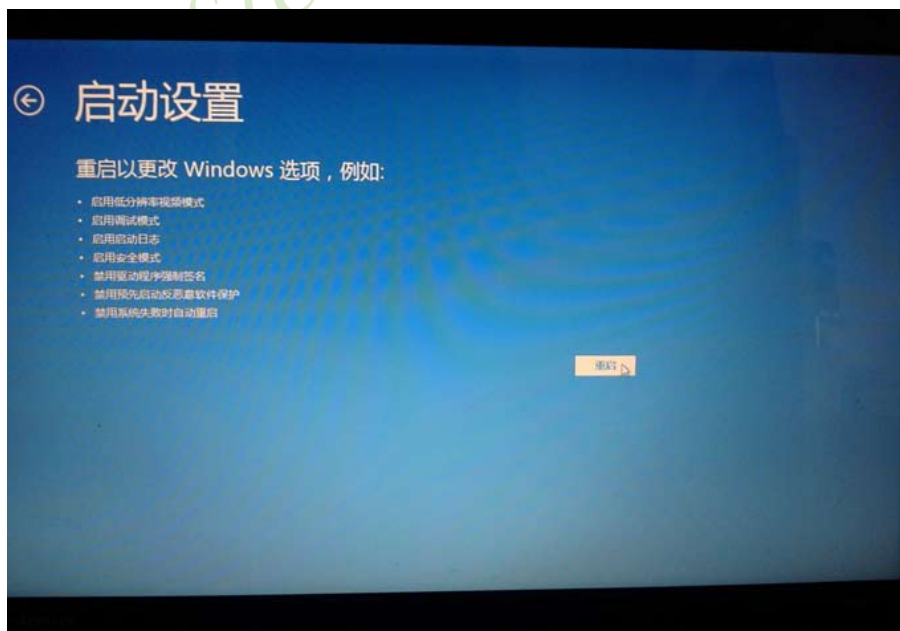 启动设置
重启以更改 Windows 选项，例如:
• 启用低分辨率视频模式
• 启用调试模式
• 启用启动日志
• 启用安全模式
• 禁用驱动程序强制签名
• 禁用预先启动反恶意软件保护
• 禁用系统失败时自动重启
重启